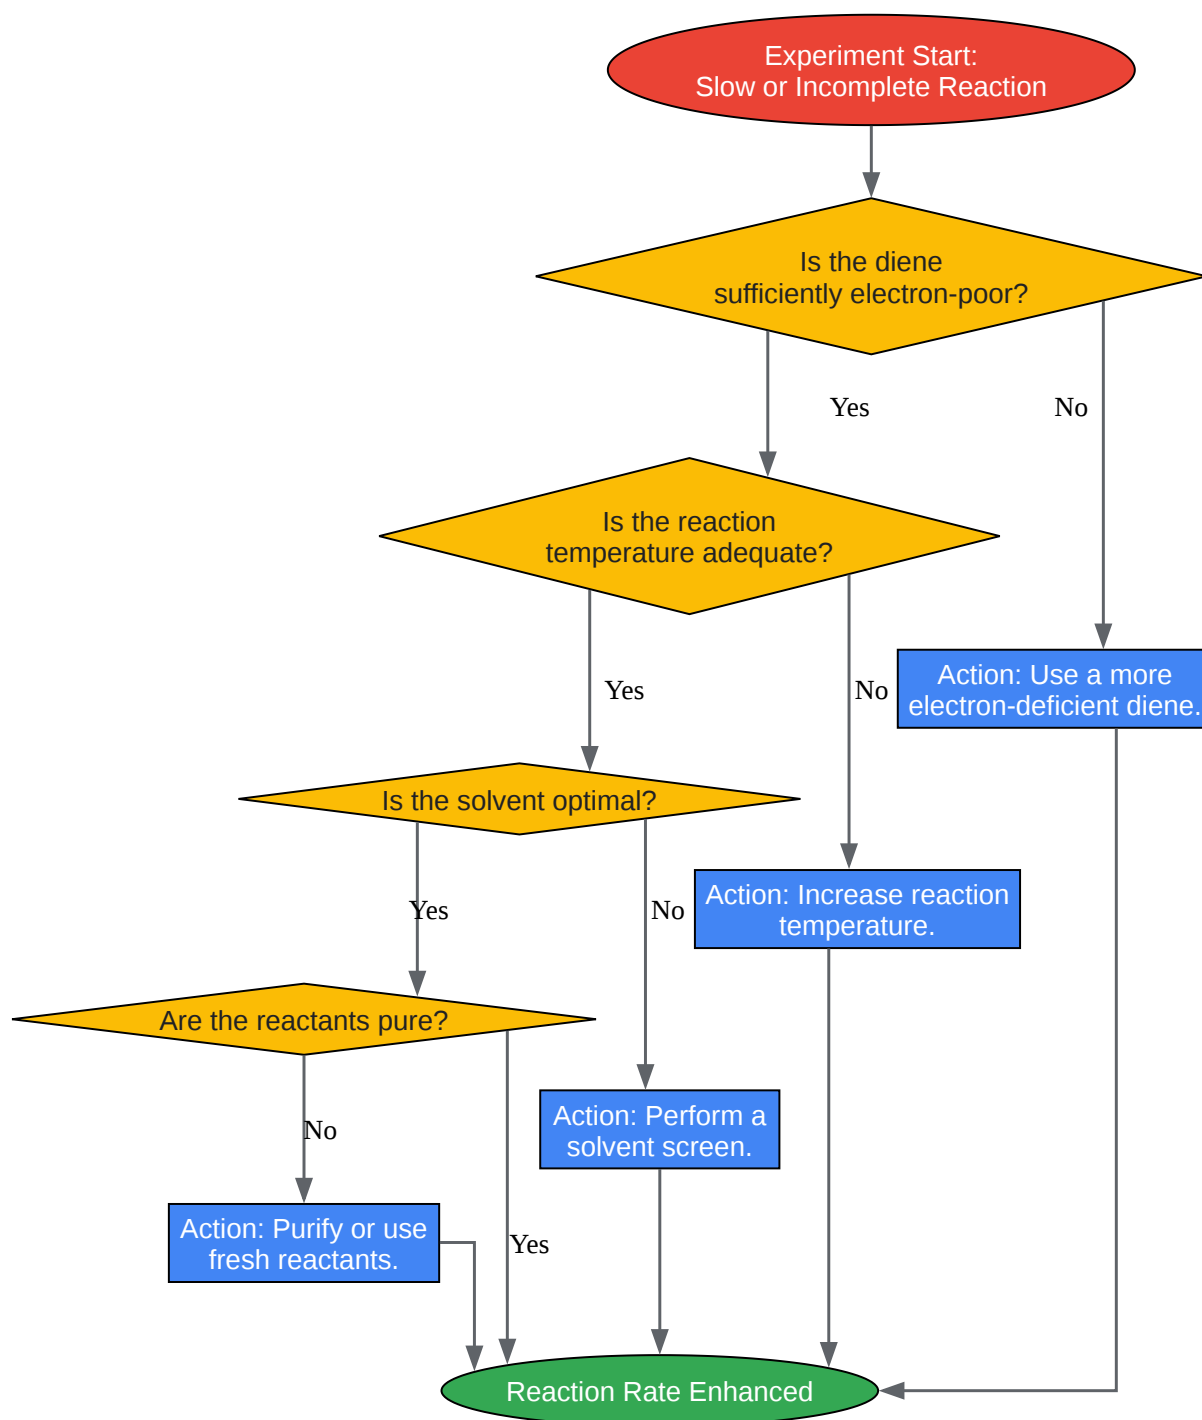 Experiment Start:
Slow or Incomplete Reaction
Is the diene
sufficiently electron-poor?
Yes
No
Is the reaction
temperature adequate?
Yes
No
Action: Use a more
electron-deficient diene.
Is the solvent optimal?
Yes
No
Action: Increase reaction
temperature.
Are the reactants pure?
No
Action: Perform a
solvent screen.
Action: Purify or use
fresh reactants.
Yes
Reaction Rate Enhanced